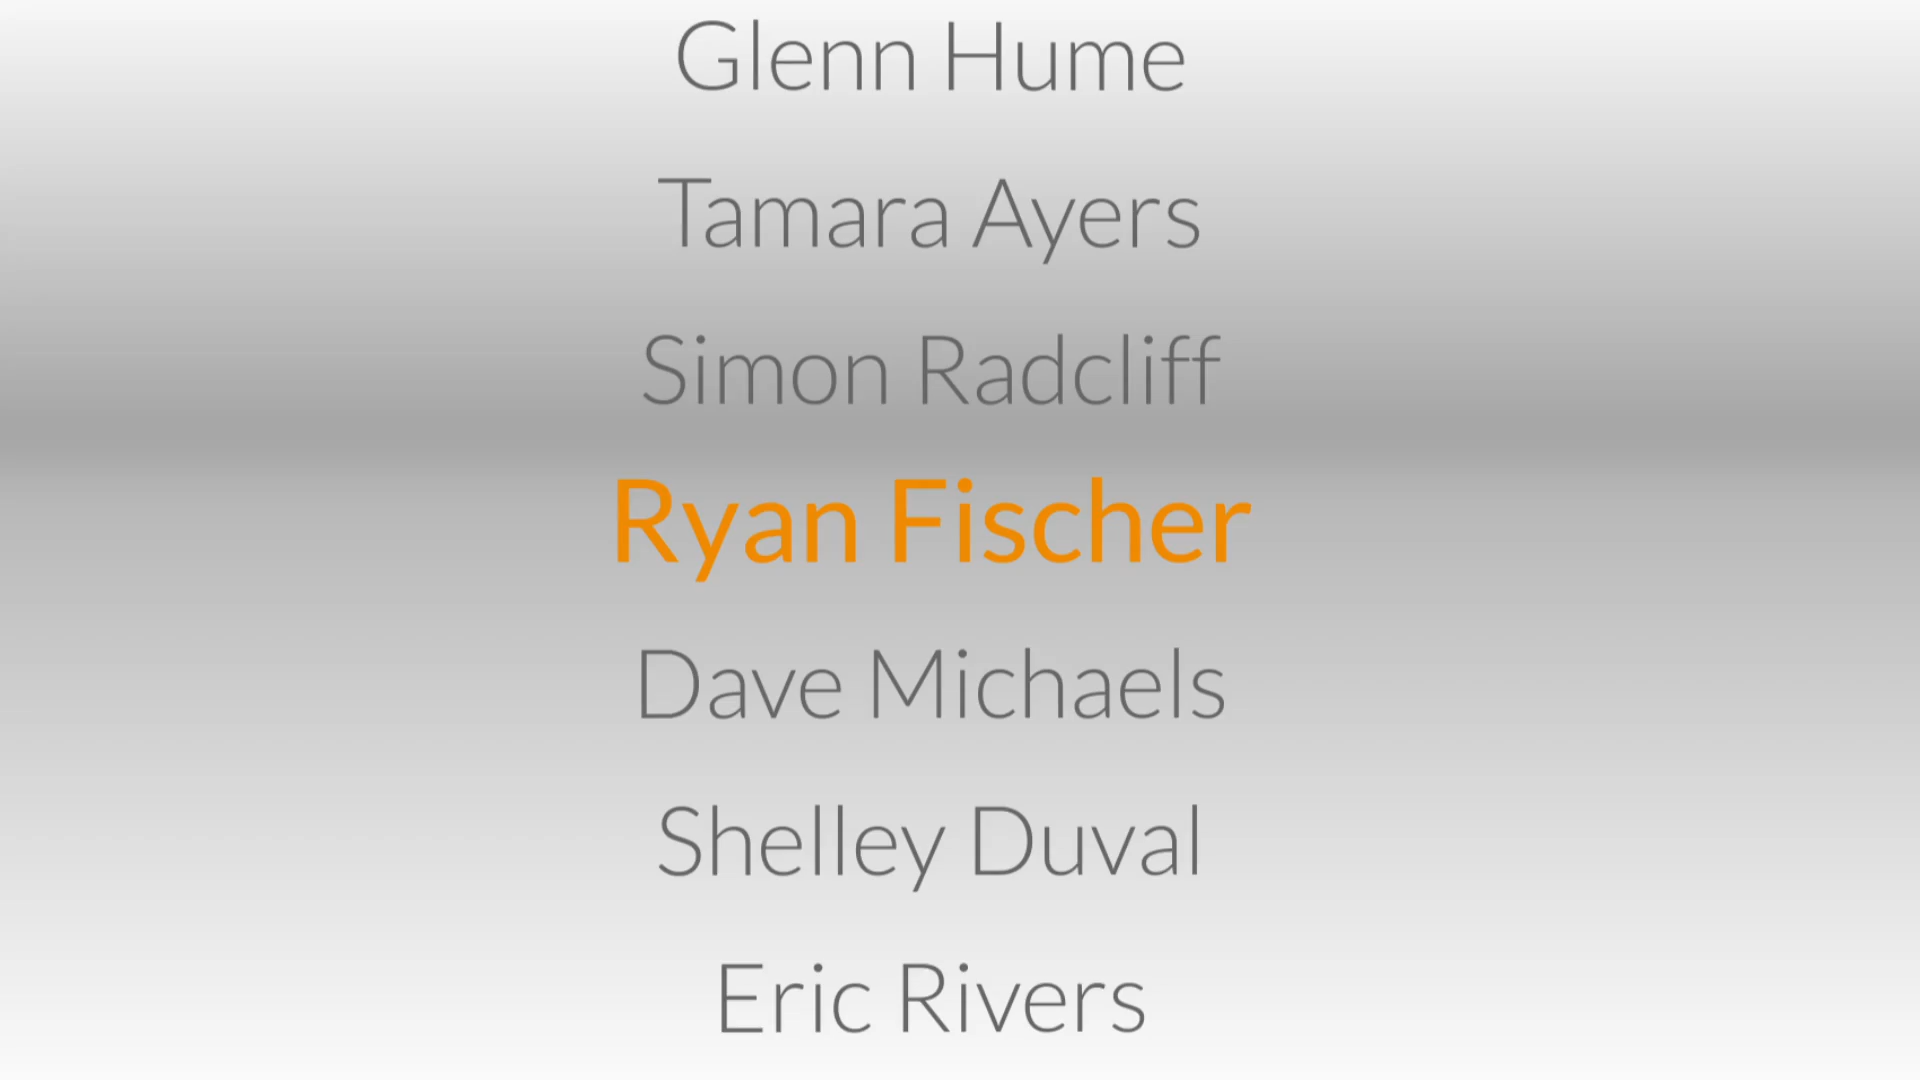 Glenn Hume
Tamara Ayers
Simon Radcliff
Ryan Fischer
Dave Michaels
Shelley Duval
Eric Rivers